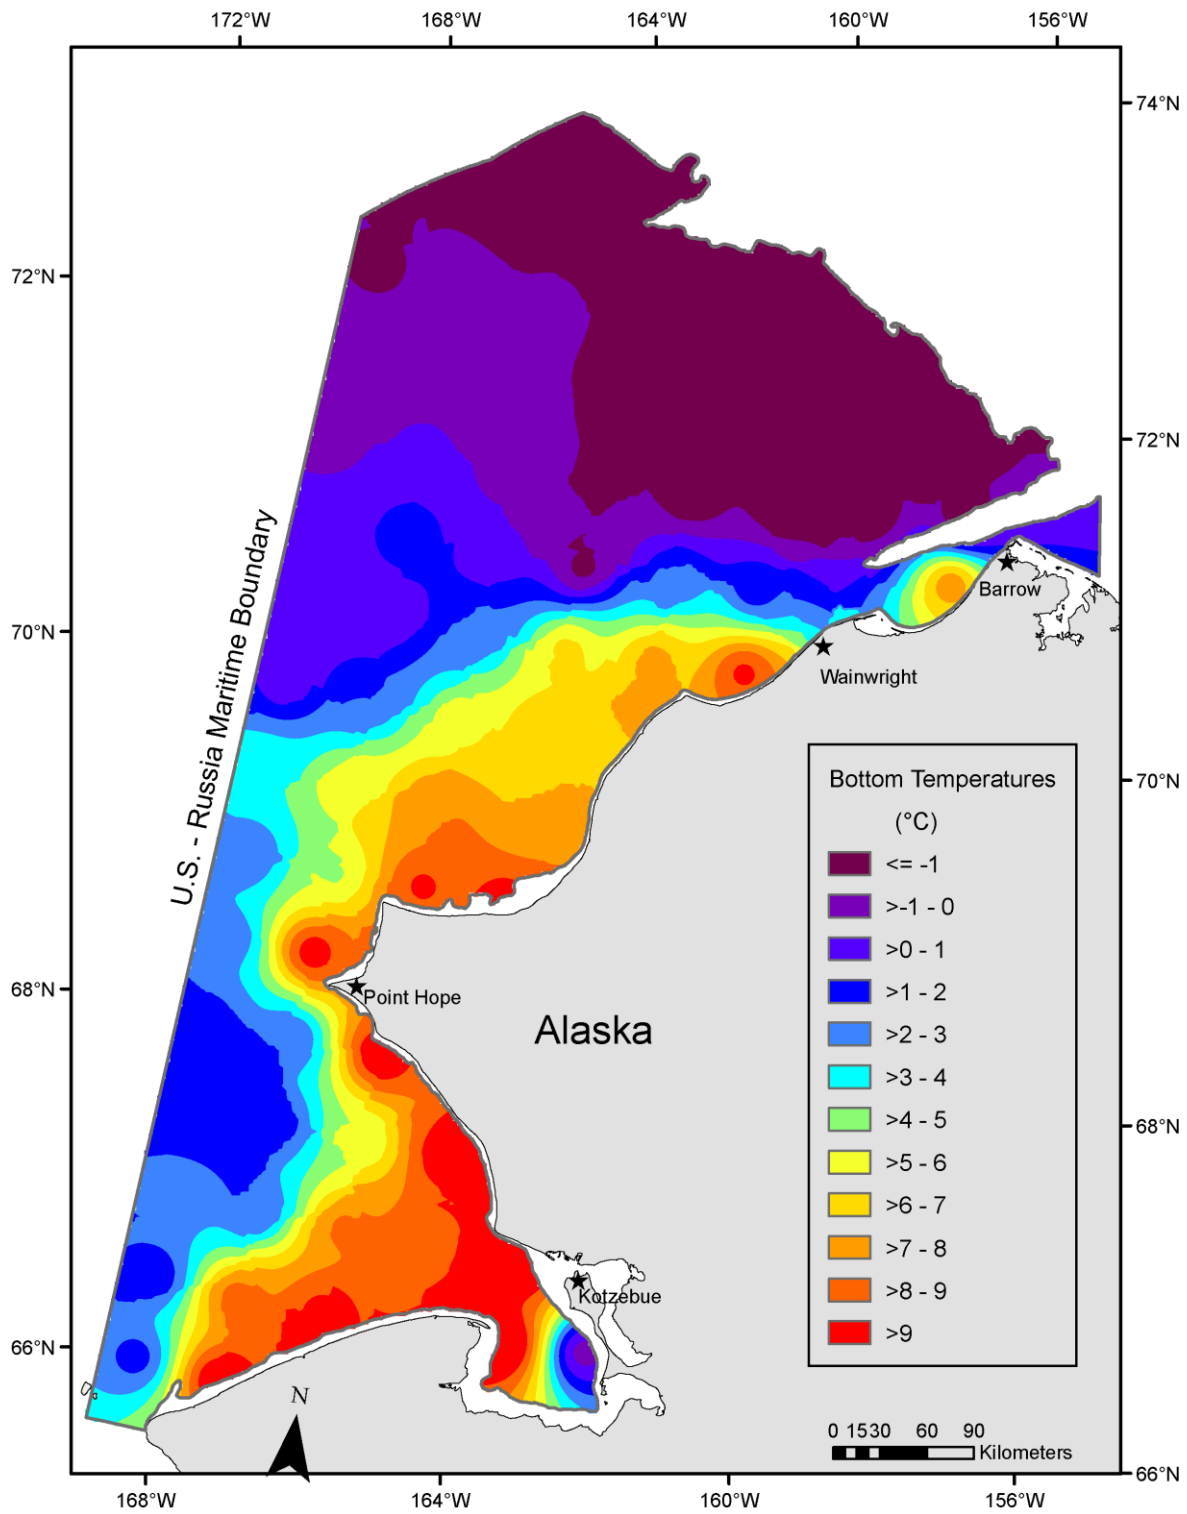 172°W 168°W 164°W 160°W 156°W
74°N
72°N
72°N
U.S. - Russia Maritime Boundary
Barrow
70°N
Wainwright
70°N
Bottom Temperatures
(°C)
<= -1
>-1 - 0
>0 - 1
>1 - 2
>2 - 3
>3 - 4
>4 - 5
>5 - 6
>6 - 7
>7 - 8
>8 - 9
>9
68°N
Point Hope
Alaska
68°N
Kotzebue
66°N
N
0 15 30 60 90
Kilometers
66°N
168°W 164°W 160°W 156°W